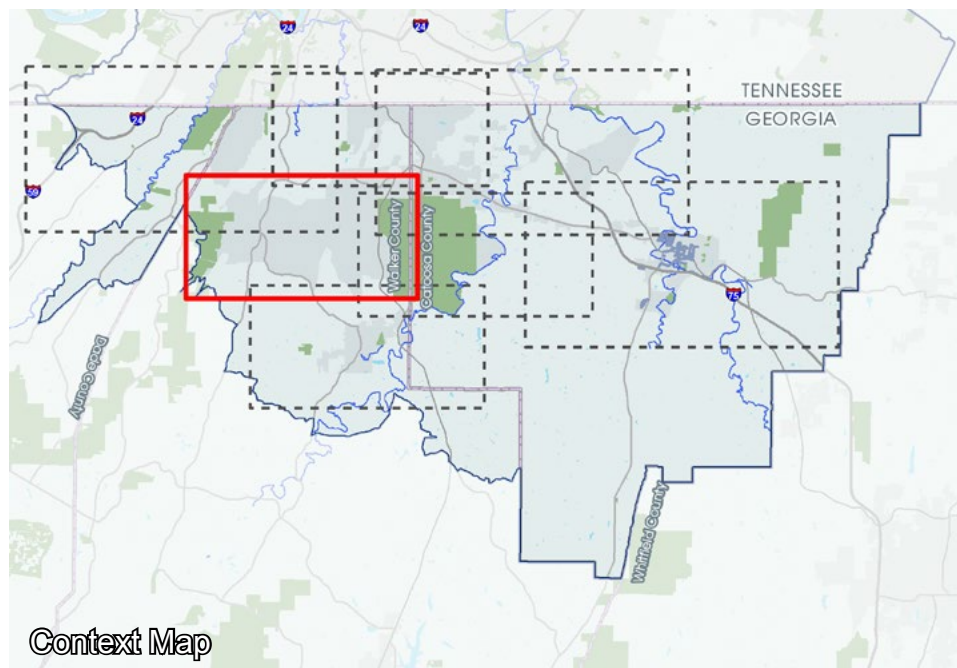 24
24
TENNESSEE
GEORGIA
24
59
Walker County
Catoosa County
75
Dade County
Whitfield County
Context Map